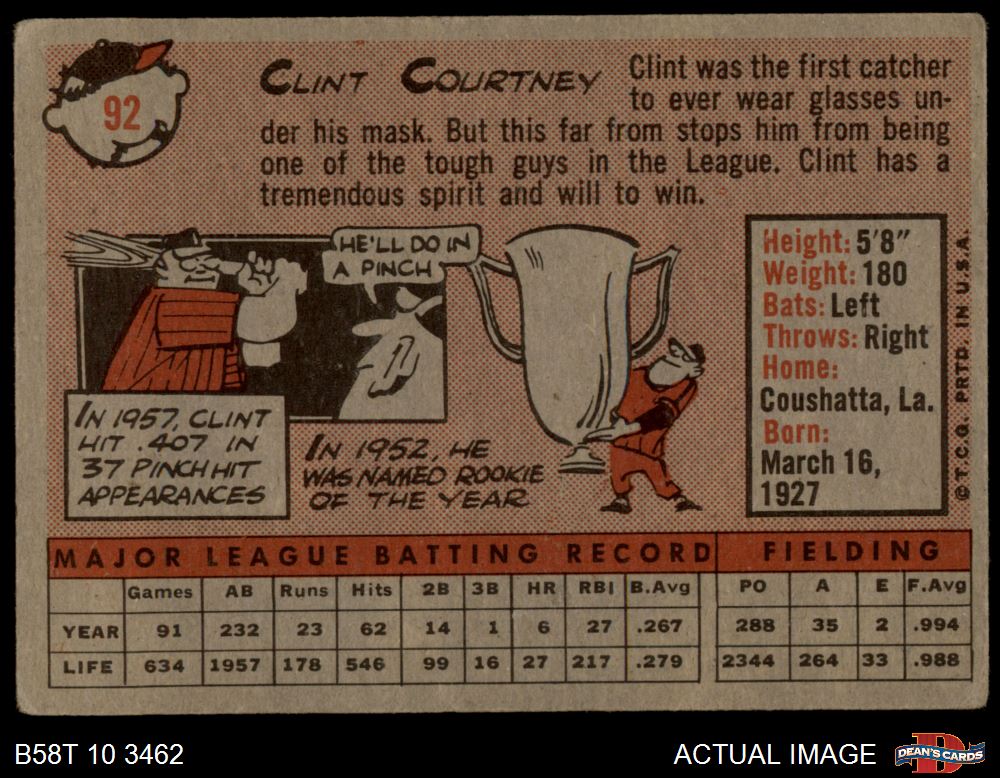 92
CLINT COURTNEY
Clint was the first catcher
to ever wear glasses un-
der his mask. But this far from stops him from being
one of the tough guys in the League. Clint has a
tremendous spirit and will to win.
HE'LL DO IN
A PINCH
IN 1957, CLINT
HIT .407 IN
37 PINCH HIT
APPEARANCES
IN 1952, HE
WAS NAMED ROOKIE
OF THE YEAR
Height: 5'8"
Weight: 180
Bats: Left
Throws: Right
Home:
Coushatta, La.
Born:
March 16,
1927
©T.C.G. PRTD. IN U.S.A.
MAJOR LEAGUE BATTING RECORD FIELDING
Games AB Runs Hits 2B 3B HR RBI B.Avg PO A E F.Avg
YEAR 91 232 23 62 14 1 6 27 .267 288 35 2 .994
LIFE 634 1957 178 546 99 16 27 217 .279 2344 264 33 .988
B58T 10 3462
ACTUAL IMAGE
DEAN'S CARDS